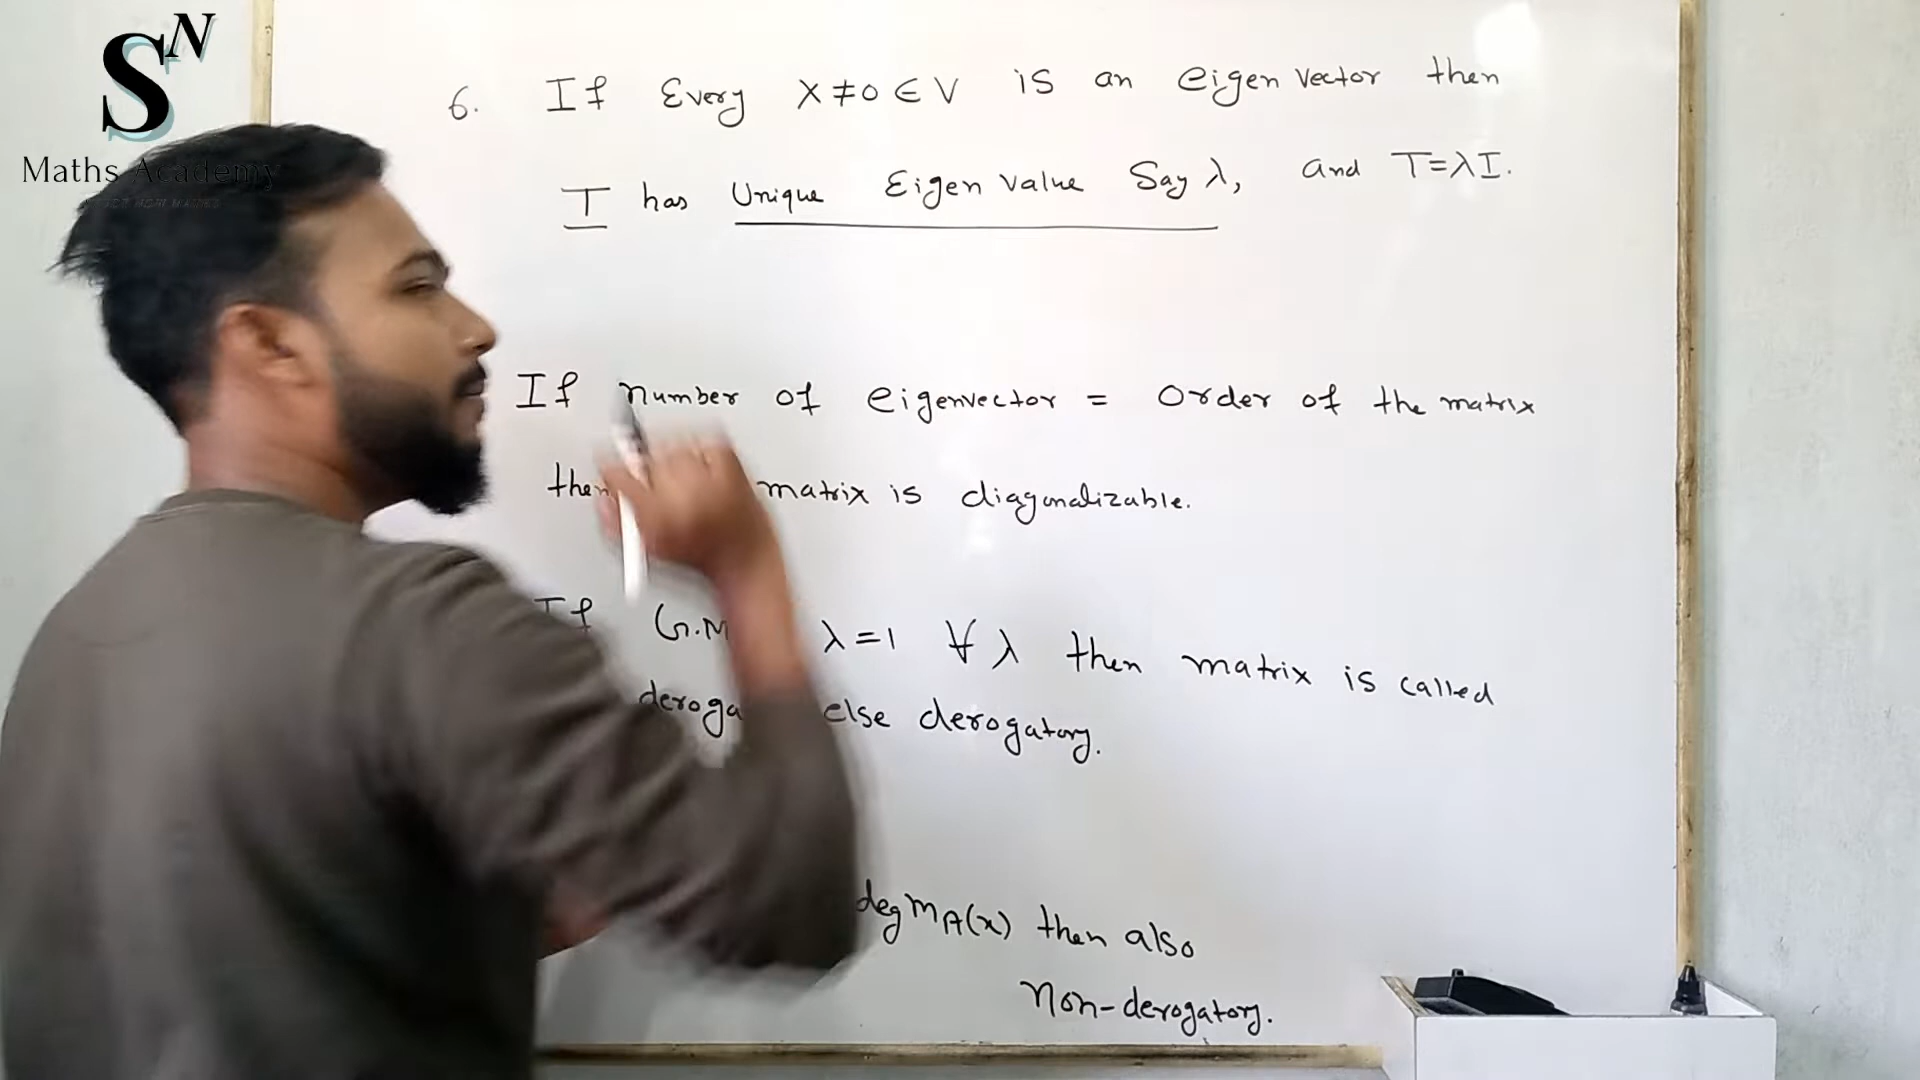 SN
Maths Academy
6. If Every X≠0 ∈ V is an eigen vector then
T has Unique Eigen value Say λ, and T=λI.
If number of eigenvector = Order of the matrix
then matrix is diagonalizable.
If G.M λ=1 ∀ λ then matrix is called
else derogatory.
deg mA(x) then also
Non-derogatory.